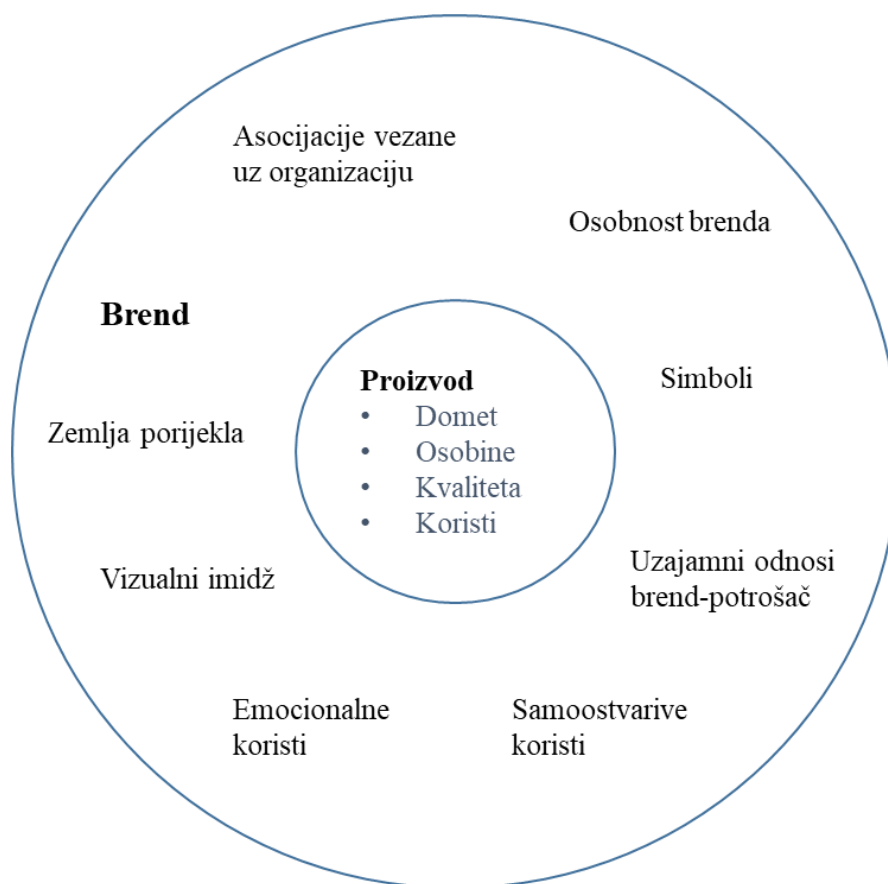 Asocijacije vezane
uz organizaciju
Osobnost brenda
Brend
Proizvod
• Domet
• Osobine
• Kvaliteta
• Koristi
Simboli
Zemlja porijekla
Vizualni imidž
Uzajamni odnosi
brend-potrošač
Emocionalne
koristi
Samoostvarive
koristi